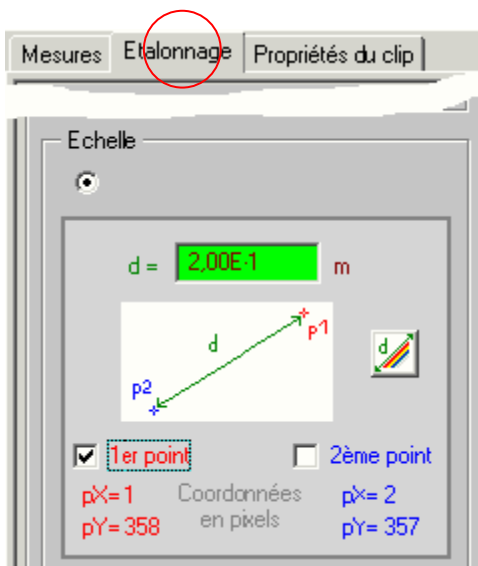 Mesures Etalonnage Propriétés du clip
Echelle
d = 2,00E-1 m
d p1
p2
d
1er point 2ème point
pX= 1 Coordonnées pX= 2
pY= 358 en pixels pY= 357